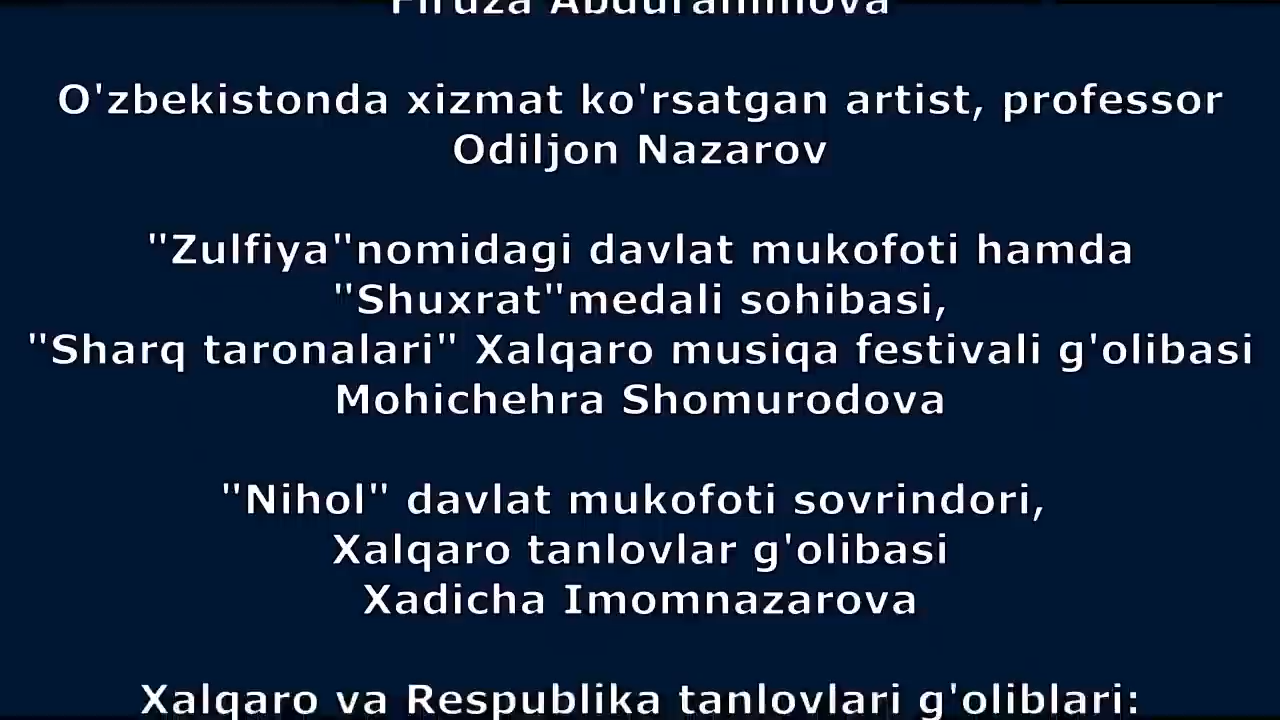 Firuza Abdurahimova
O'zbekistonda xizmat ko'rsatgan artist, professor
Odiljon Nazarov
"Zulfiya"nomidagi davlat mukofoti hamda
"Shuxrat"medali sohibasi,
"Sharq taronalari" Xalqaro musiqa festivali g'olibasi
Mohichehra Shomurodova
"Nihol" davlat mukofoti sovrindori,
Xalqaro tanlovlar g'olibasi
Xadicha Imomnazarova
Xalqaro va Respublika tanlovlari g'oliblari: